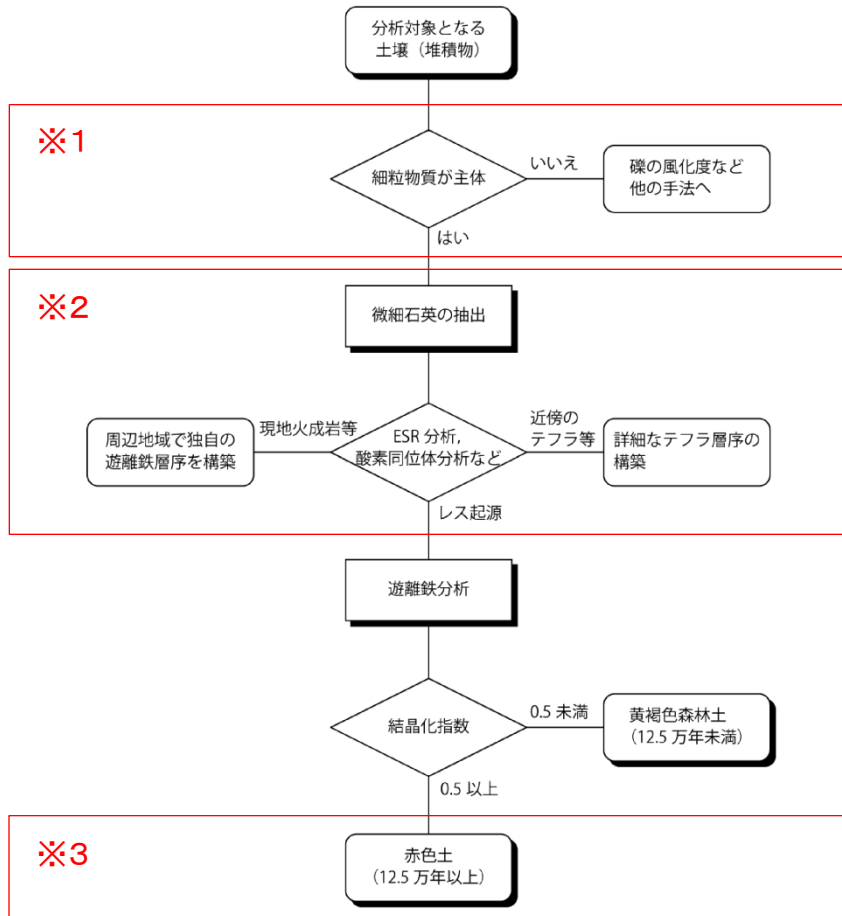 分析対象となる
土壌（堆積物）
※1
細粒物質が主体
いいえ
礫の風化度など
他の手法へ
はい
※2
微細石英の抽出
周辺地域で独自の
遊離鉄層序を構築
現地火成岩等
ESR 分析,
酸素同位体分析など
近傍の
テフラ等
詳細なテフラ層序の
構築
レス起源
遊離鉄分析
結晶化指数
0.5 未満
黄褐色森林土
（12.5 万年未満）
0.5 以上
※3
赤色土
（12.5 万年以上）